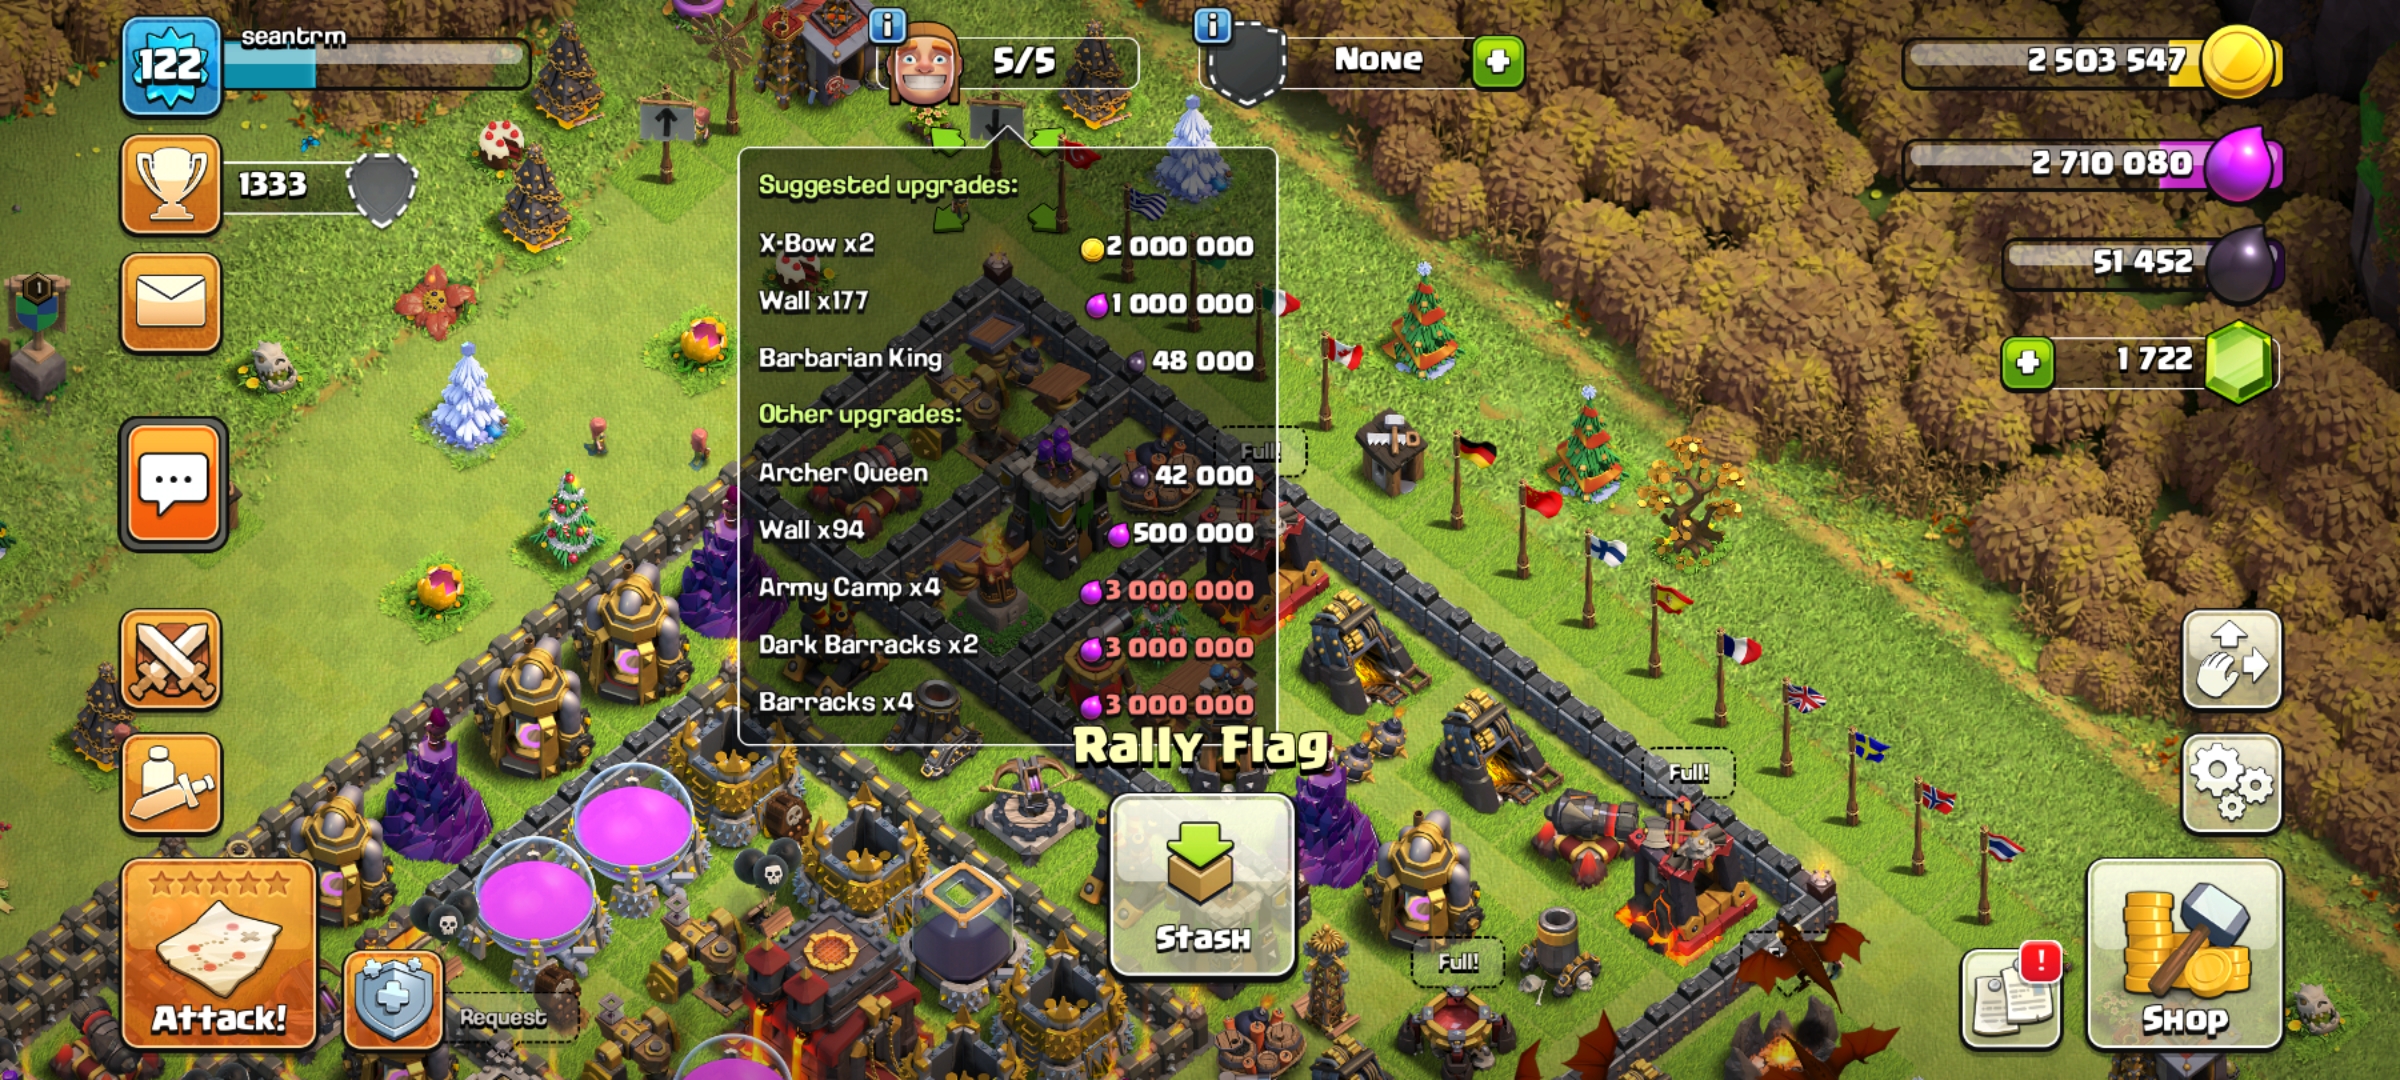 122
seantrm
5/5
None
2 503 547
1333
2 710 080
51 452
1 722
Suggested upgrades:
X-Bow x2 2 000 000
Wall x177 1 000 000
Barbarian King 48 000
Other upgrades:
Archer Queen 42 000
Wall x94 500 000
Army Camp x4 3 000 000
Dark Barracks x2 3 000 000
Barracks x4 3 000 000
Full!
Rally Flag
Full!
Stash
Full!
Attack!
Request
Shop